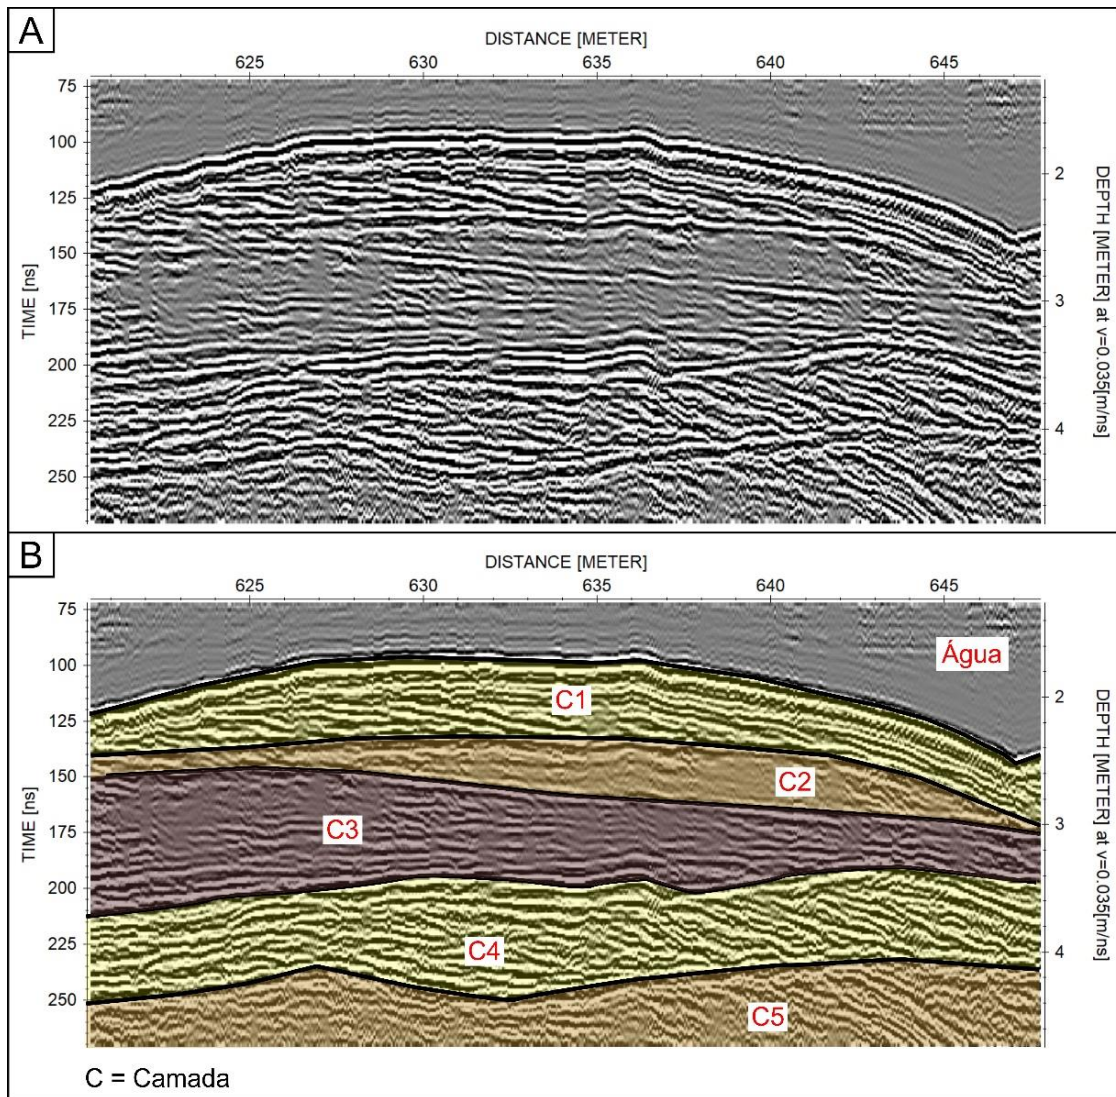 A
DISTANCE [METER]
625 630 635 640 645
75
100
125
150
175
200
225
250
TIME [ns]
2
3
4
DEPTH [METER] at v=0.035[m/ns]
B
DISTANCE [METER]
625 630 635 640 645
75
100
125
150
175
200
225
250
TIME [ns]
Água
C1
C2
C3
C4
C5
2
3
4
DEPTH [METER] at v=0.035[m/ns]
C = Camada